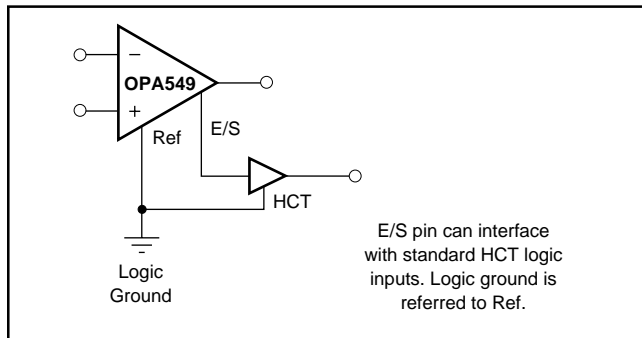 −
OPA549
+
Ref
E/S
HCT
Logic
Ground
E/S pin can interface
with standard HCT logic
inputs. Logic ground is
referred to Ref.